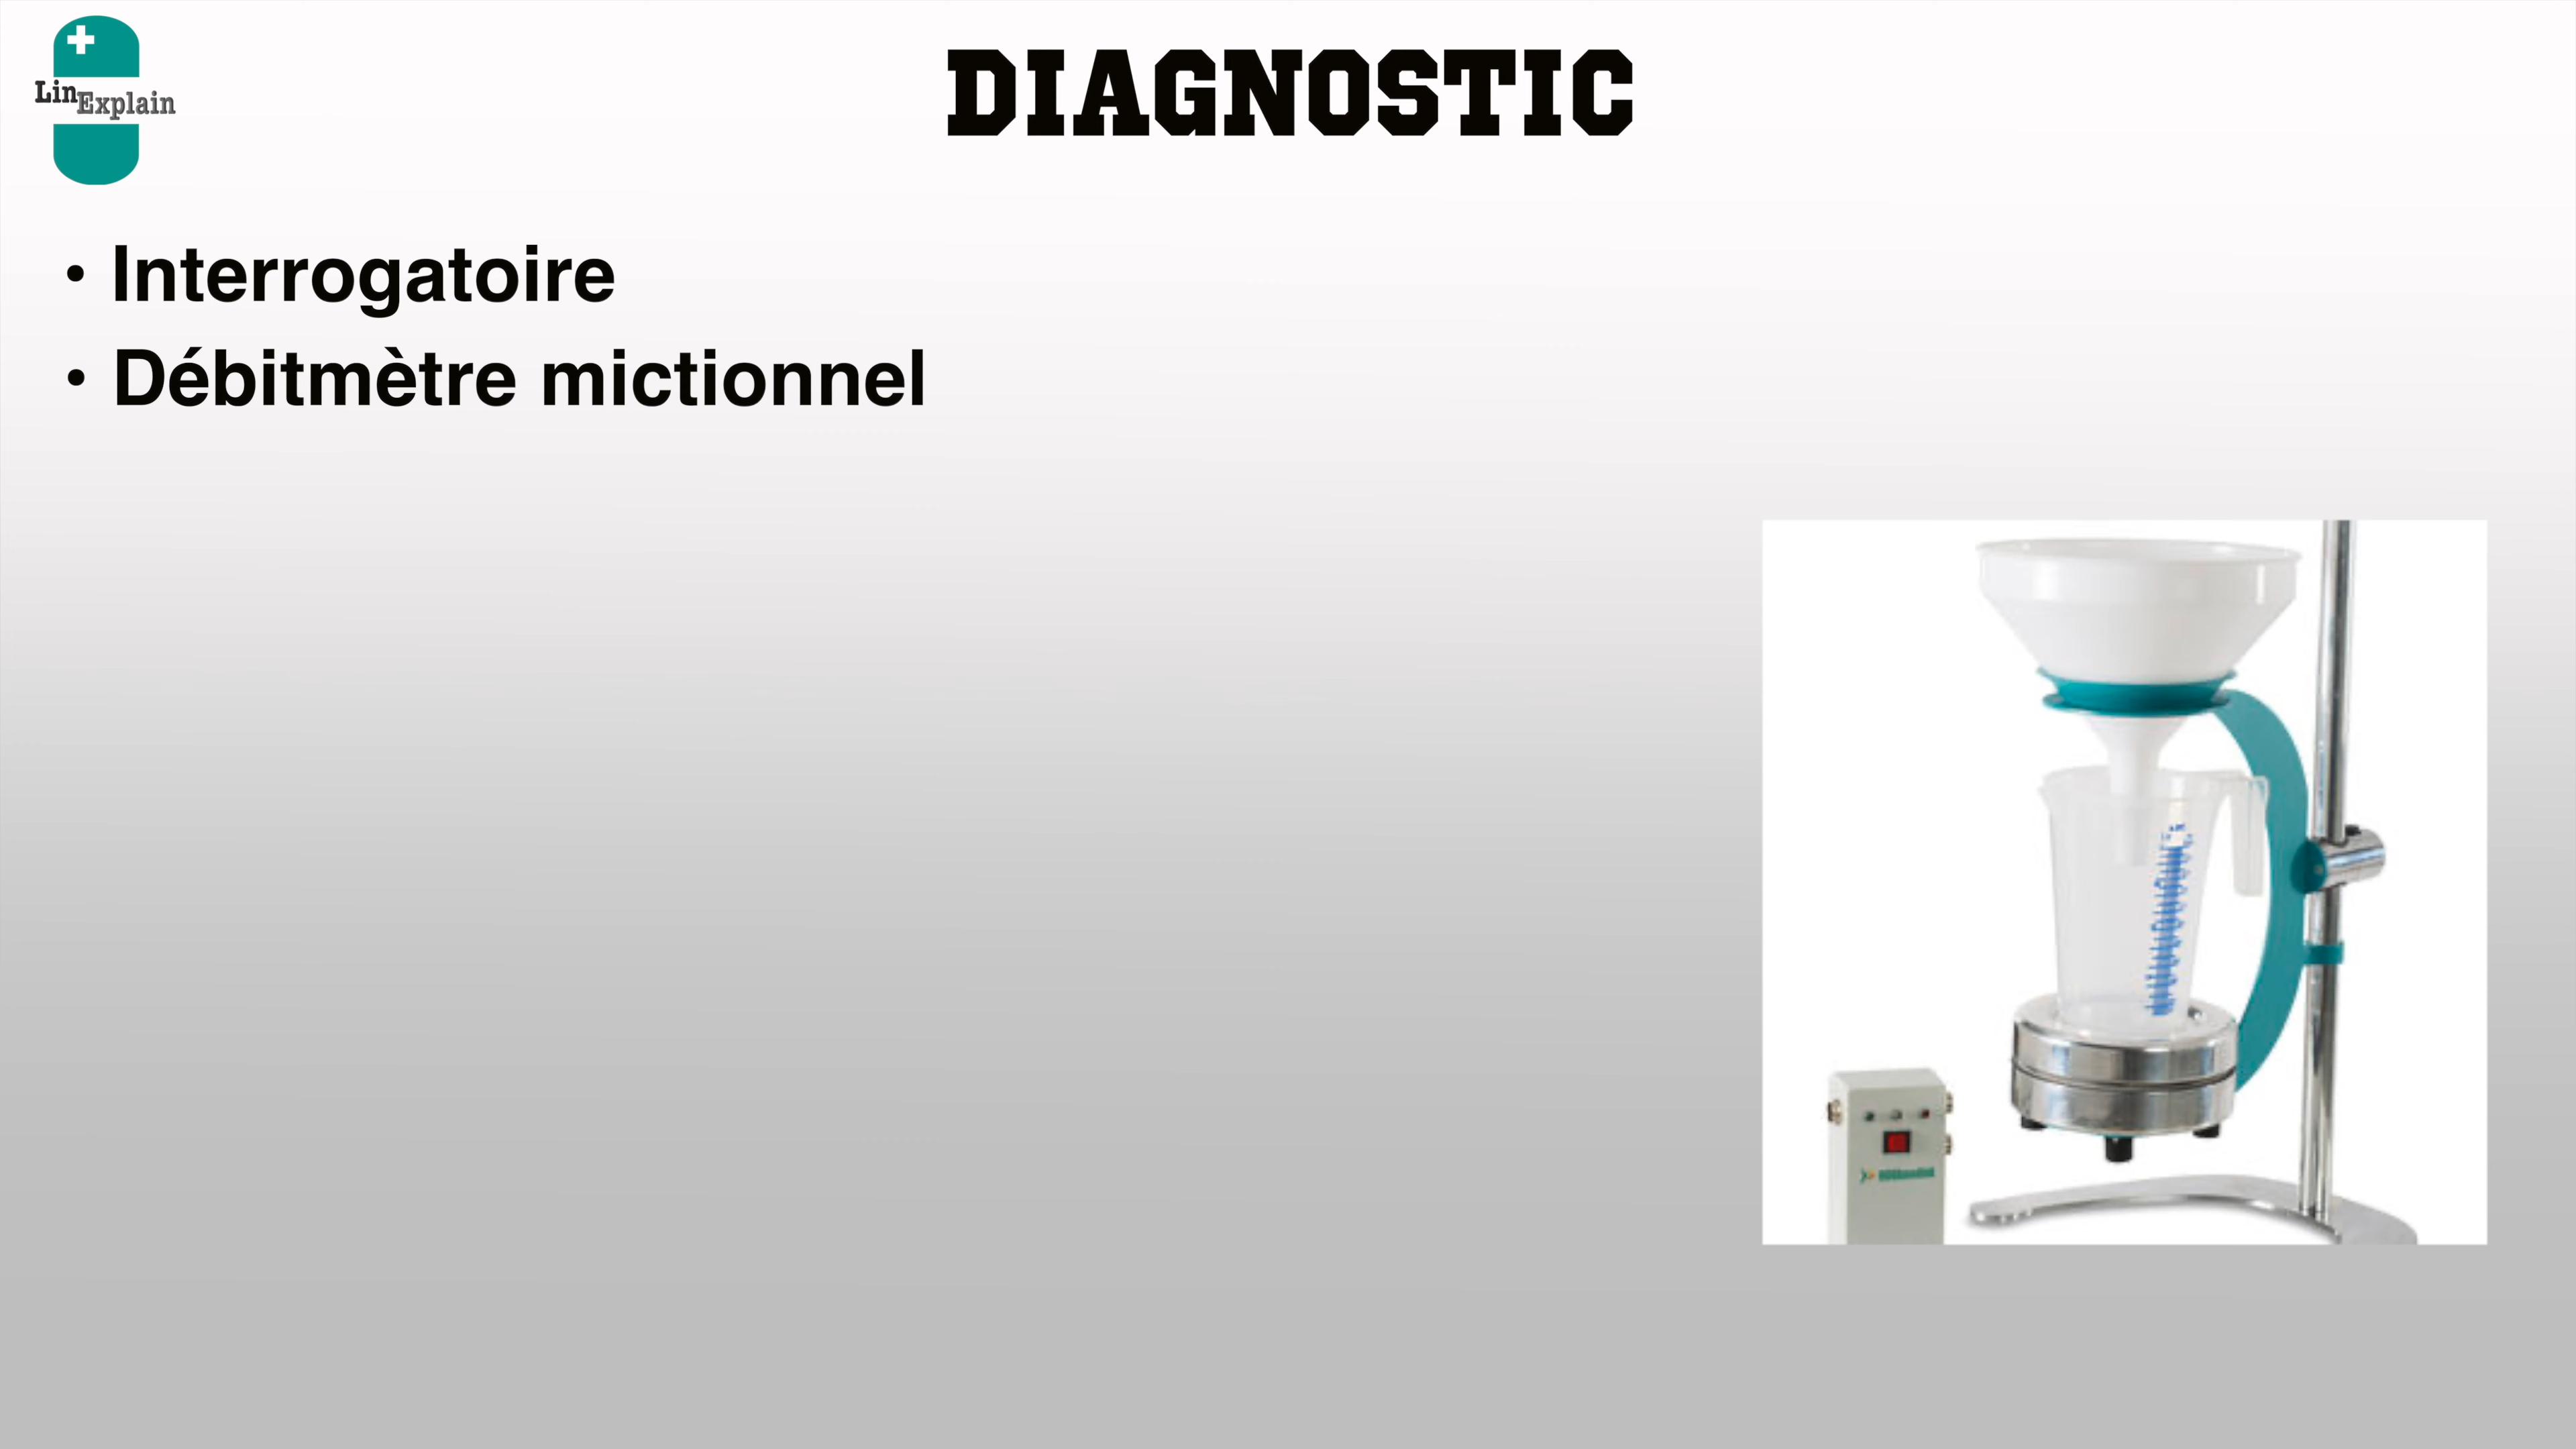 LinExplain
DIAGNOSTIC
• Interrogatoire
• Débitmètre mictionnel